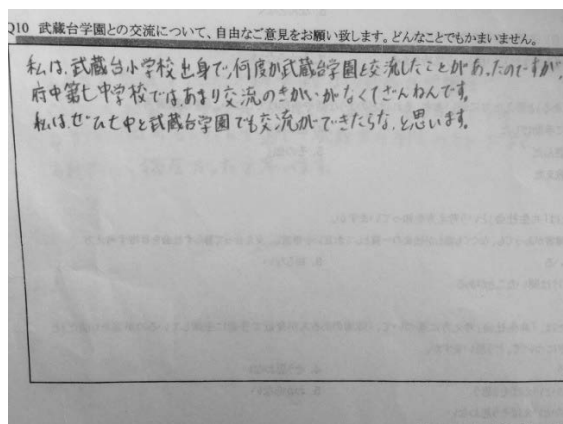 Q10 武蔵台学園との交流について、自由なご意見をお願い致します。どんなことでもかまいません。
私は、武蔵台小学校出身で、何度か武蔵台学園と交流したことがあったのですが、
府中第七中学校では、あまり交流のきかいがなくてざんねんです。
私は、ぜひ七中と武蔵台学園でも交流ができたらな、と思います。